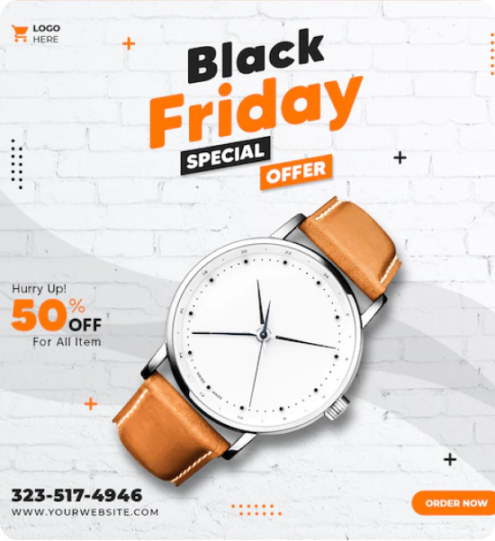 LOGO
HERE
Black
Friday
SPECIAL
OFFER
Hurry Up!
50% OFF
For All Item
323-517-4946
WWW.YOURWEBSITE.COM
ORDER NOW